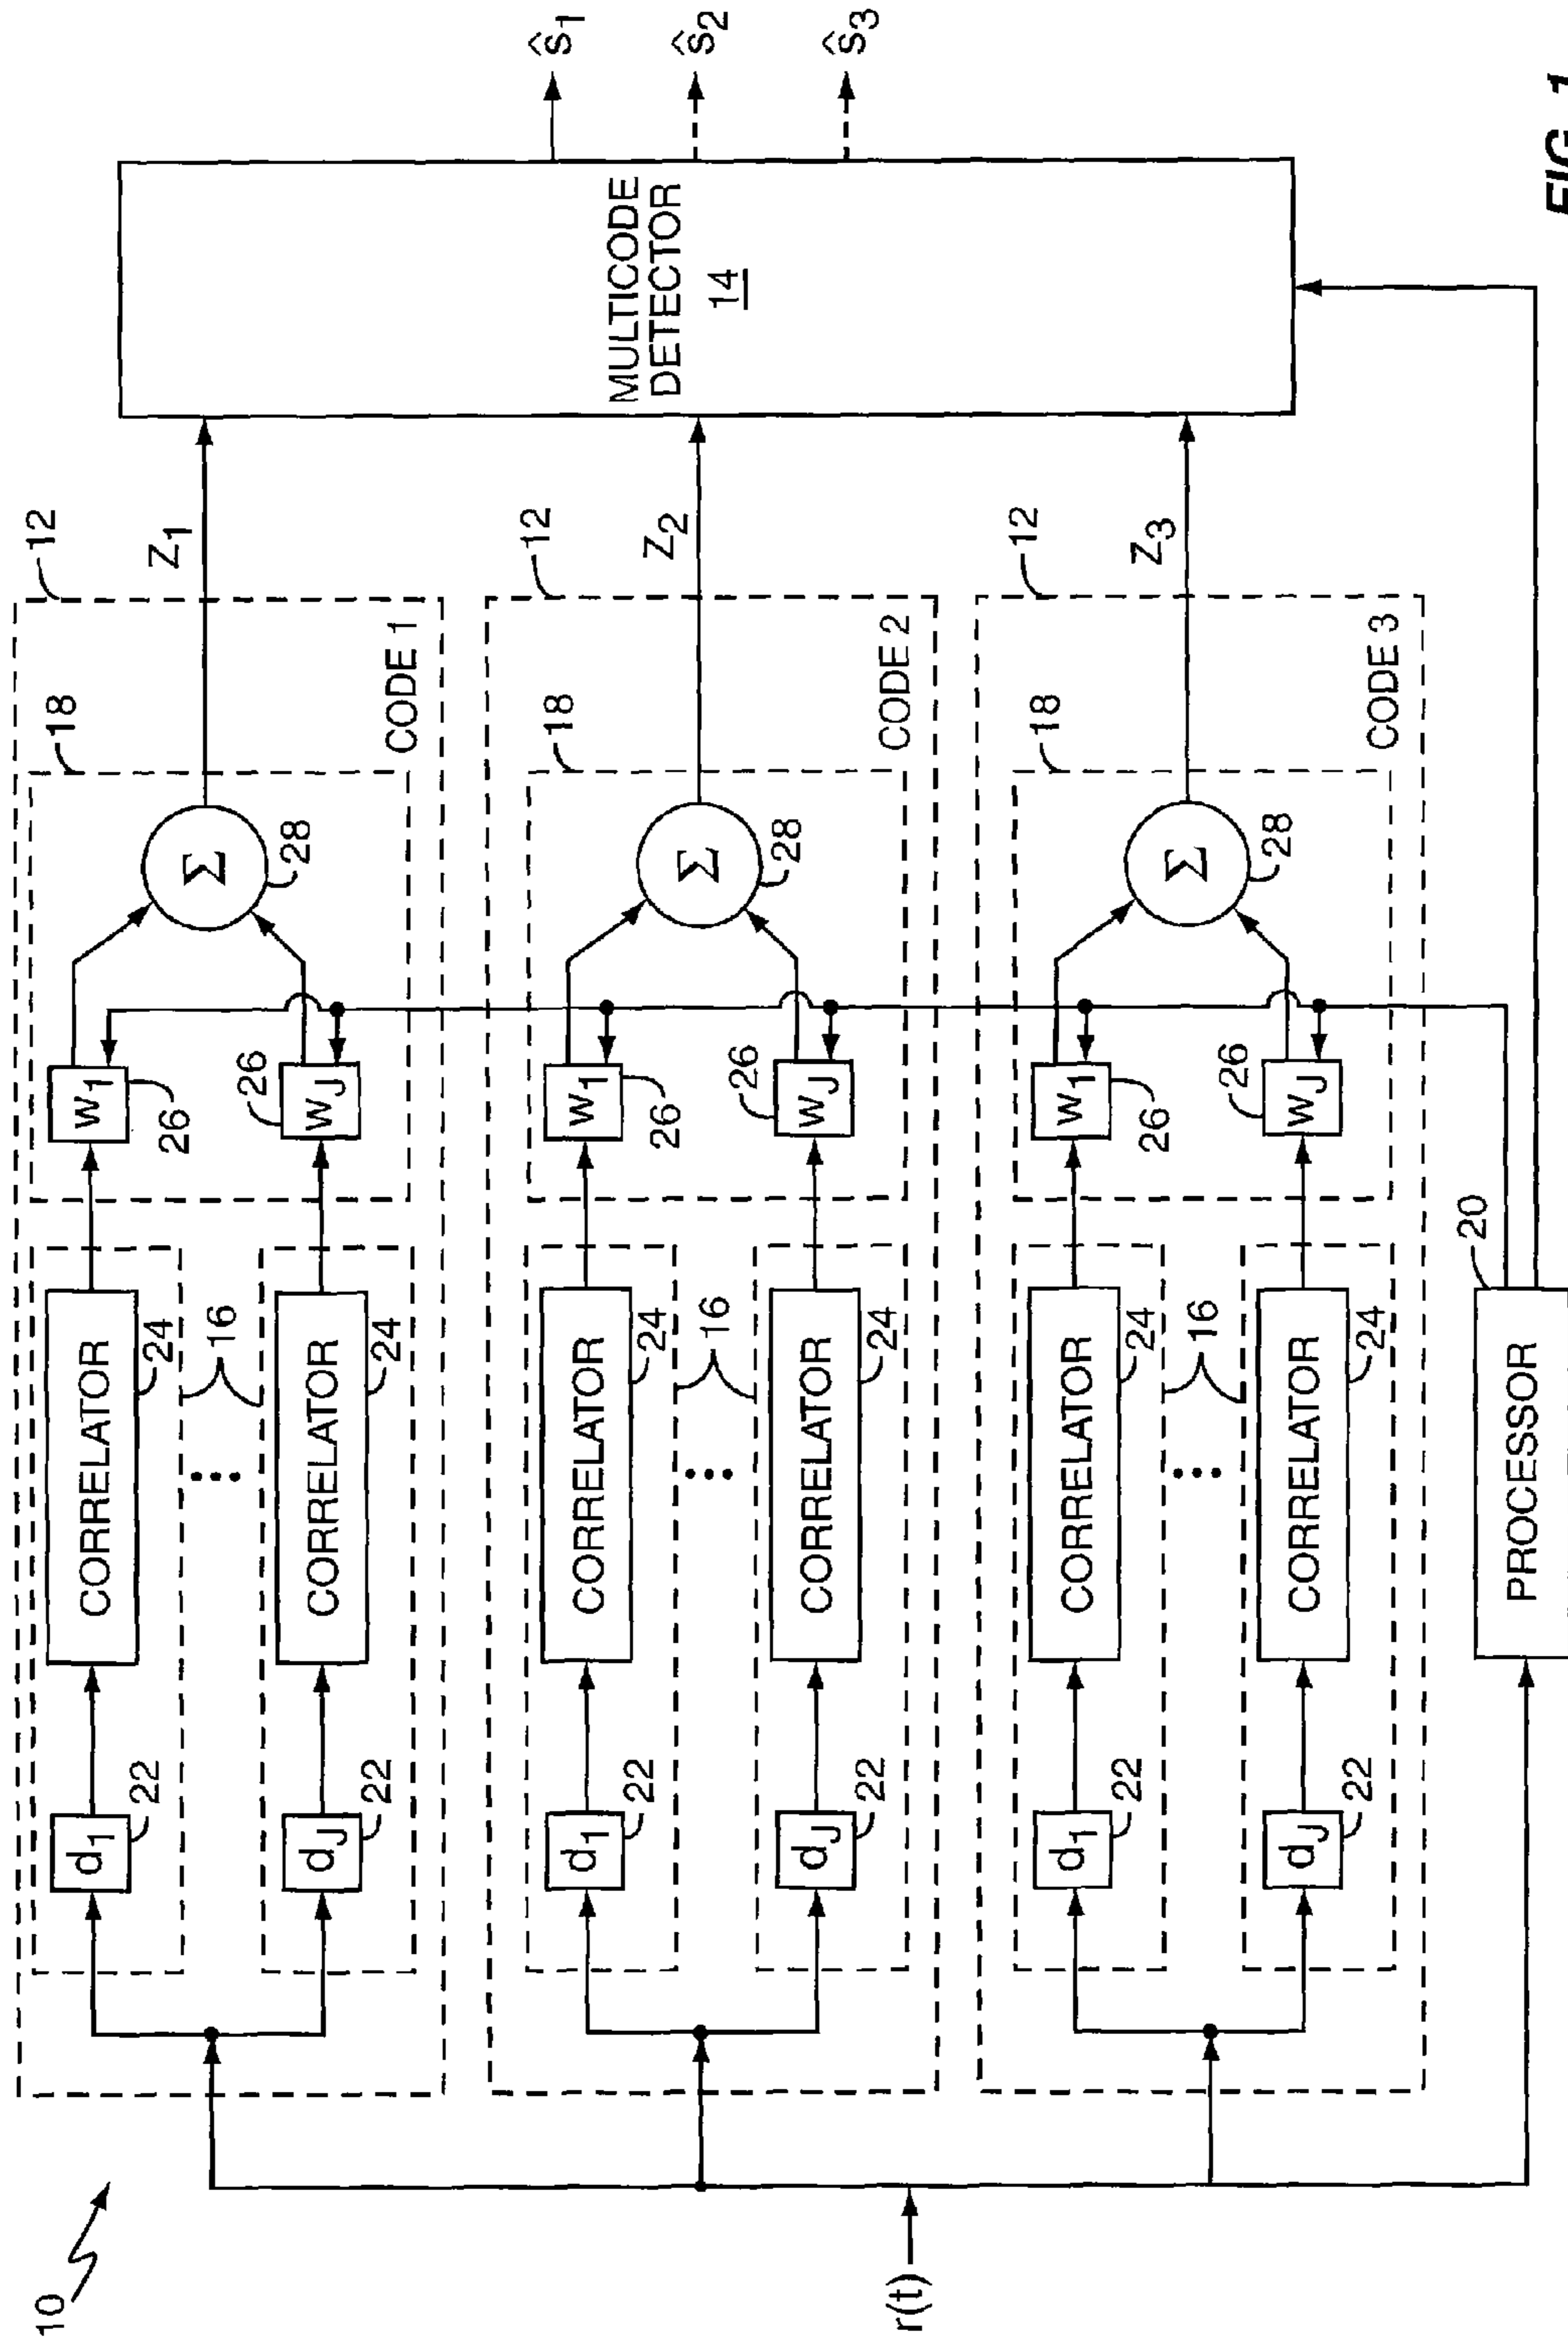 10
r(t)
d1
22
CORRELATOR
24
16
...
dJ
22
CORRELATOR
24
w1
26
26
wJ
18
Σ
28
CODE 1
12
z1
d1
22
CORRELATOR
24
16
...
dJ
22
CORRELATOR
24
w1
26
26
wJ
18
Σ
28
CODE 2
12
z2
d1
22
CORRELATOR
24
16
...
dJ
22
CORRELATOR
24
w1
26
26
wJ
18
Σ
28
CODE 3
12
z3
20
PROCESSOR
MULTICODE
DETECTOR
14
ŝ1
ŝ2
ŝ3
FIG. 1